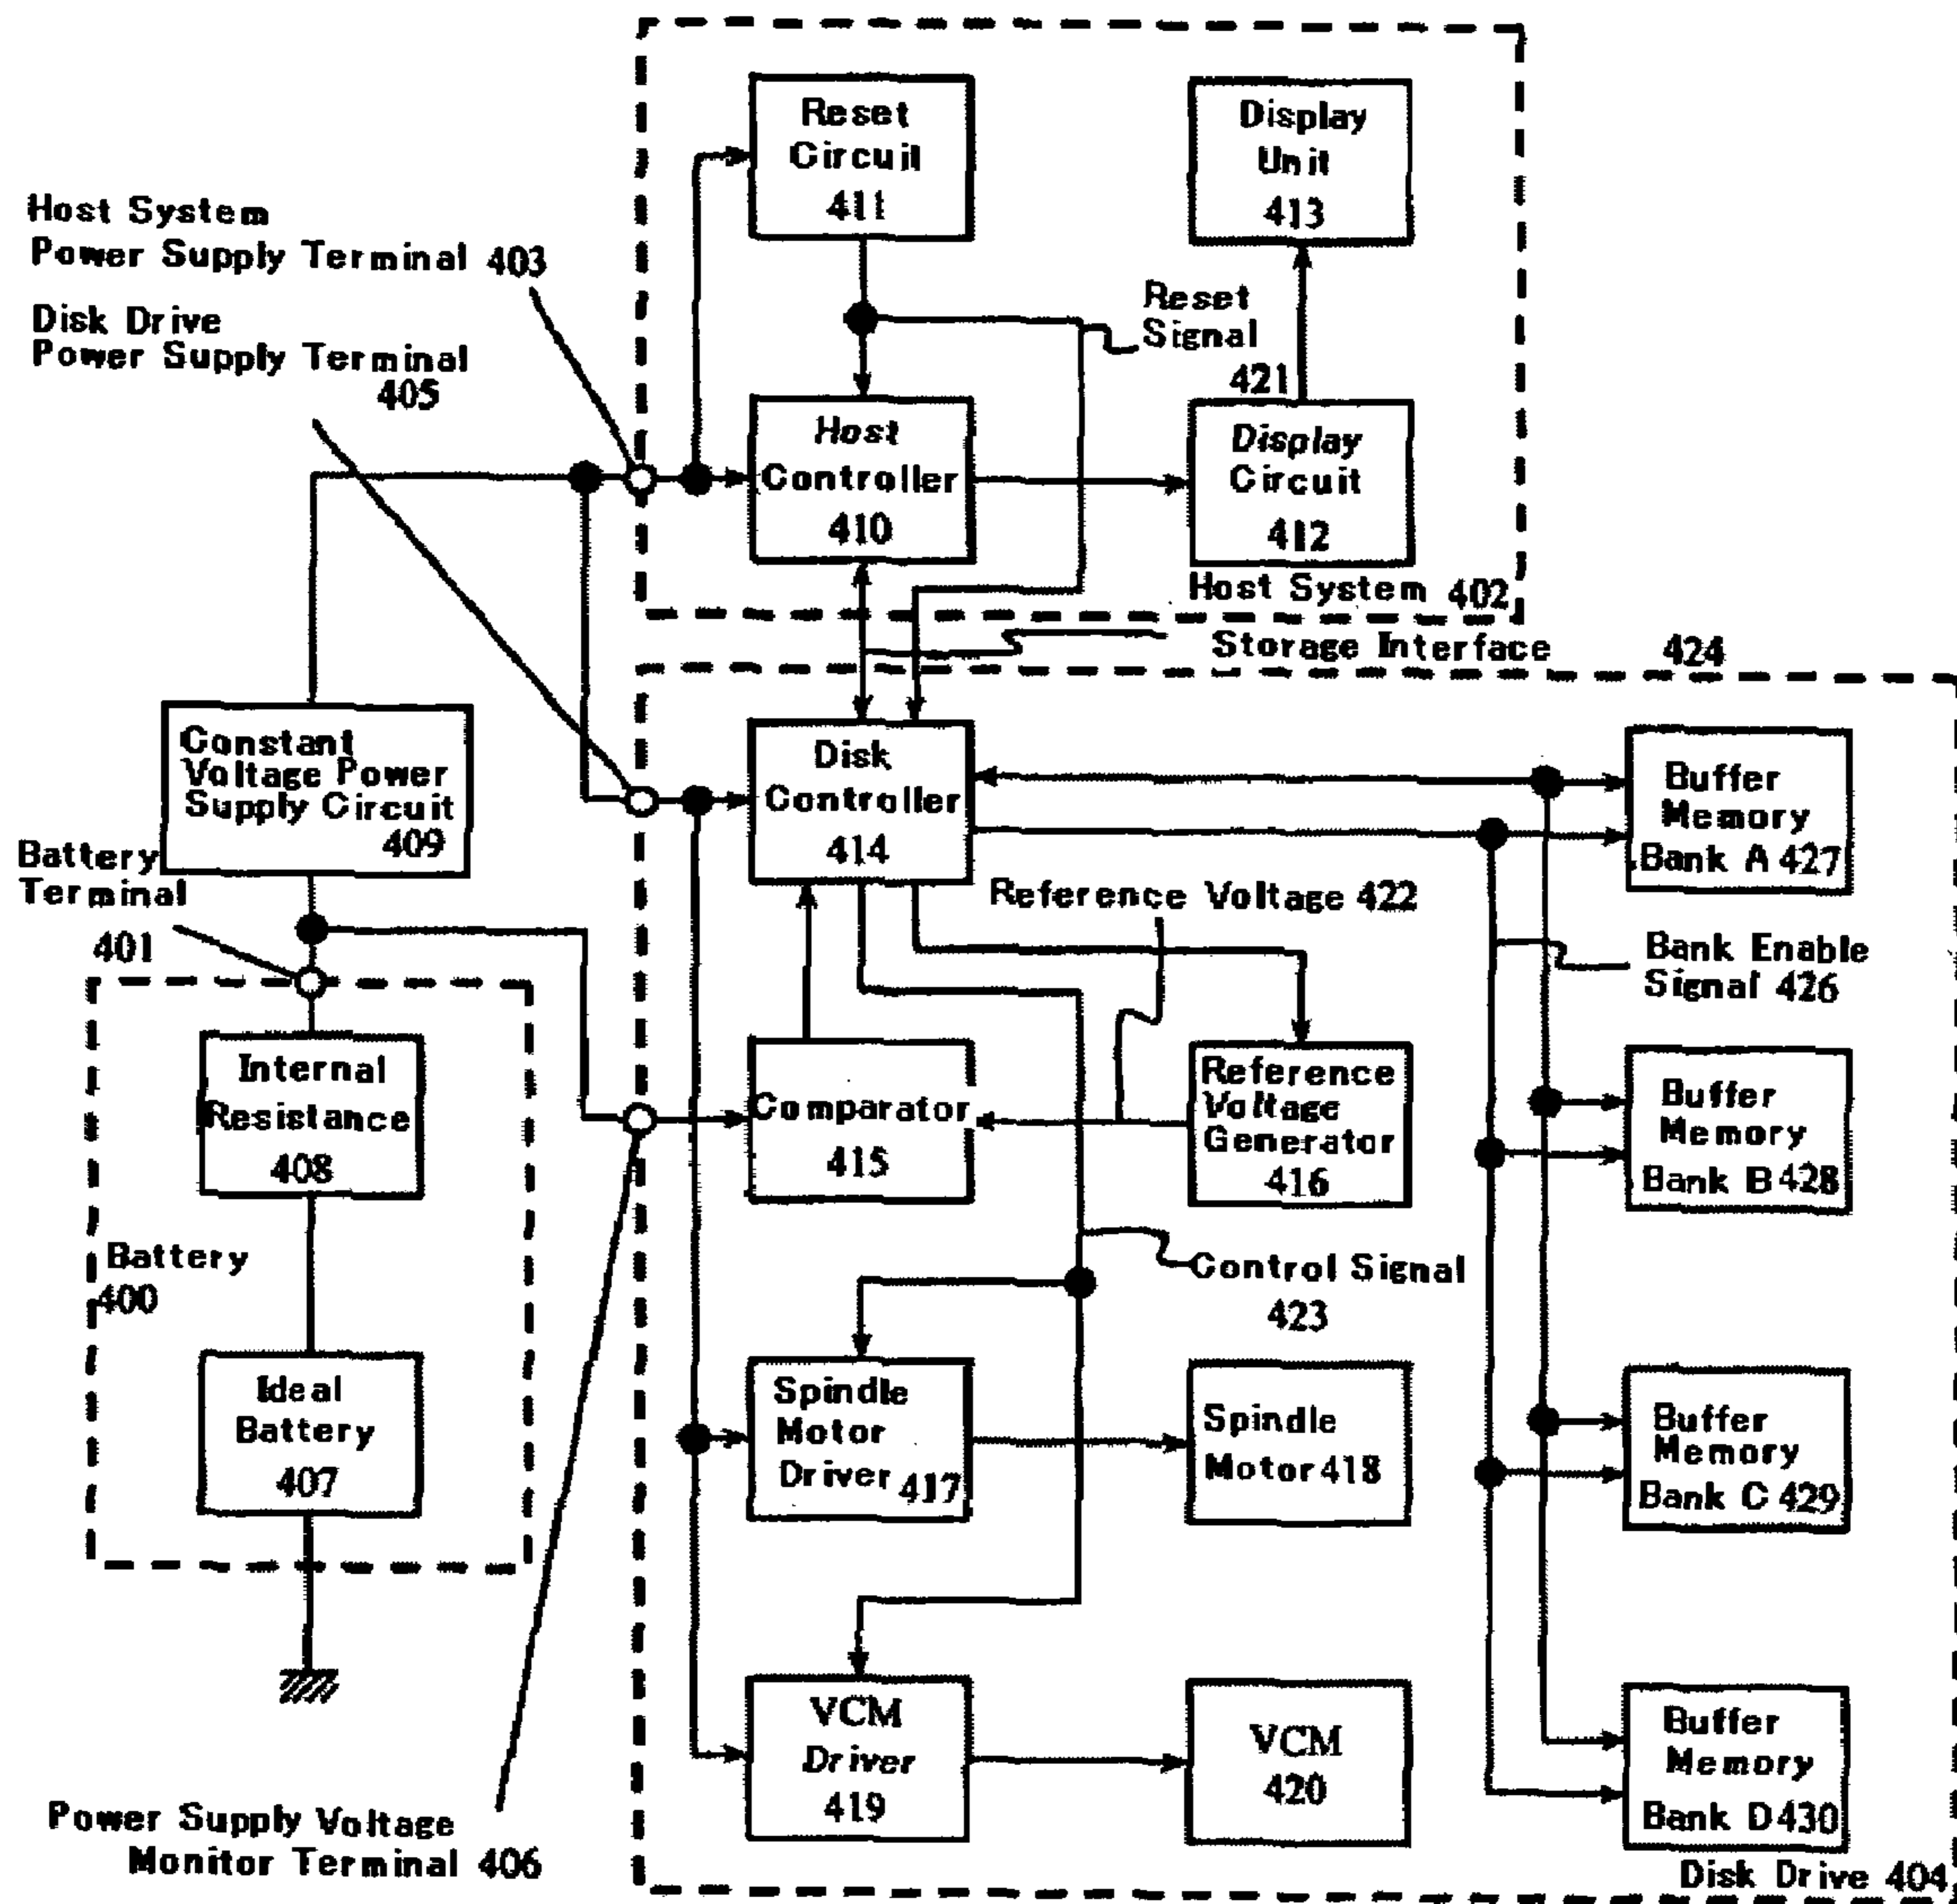 Reset
Circuit
411
Display
Unit
413
Host System
Power Supply Terminal 403
Disk Drive
Power Supply Terminal
405
Reset
Signal
421
Host
Controller
410
Display
Circuit
412
Host System 402
Storage Interface 424
Constant
Voltage Power
Supply Circuit
409
Disk
Controller
414
Buffer
Memory
Bank A 427
Battery
Terminal
401
Reference Voltage 422
Bank Enable
Signal 426
Internal
Resistance
408
Comparator
415
Reference
Voltage
Generator
416
Buffer
Memory
Bank B 428
Battery
400
Control Signal
423
Ideal
Battery
407
Spindle
Motor
Driver 417
Spindle
Motor 418
Buffer
Memory
Bank C 429
VCM
Driver
419
VCM
420
Buffer
Memory
Bank D 430
Power Supply Voltage
Monitor Terminal 406
Disk Drive 404